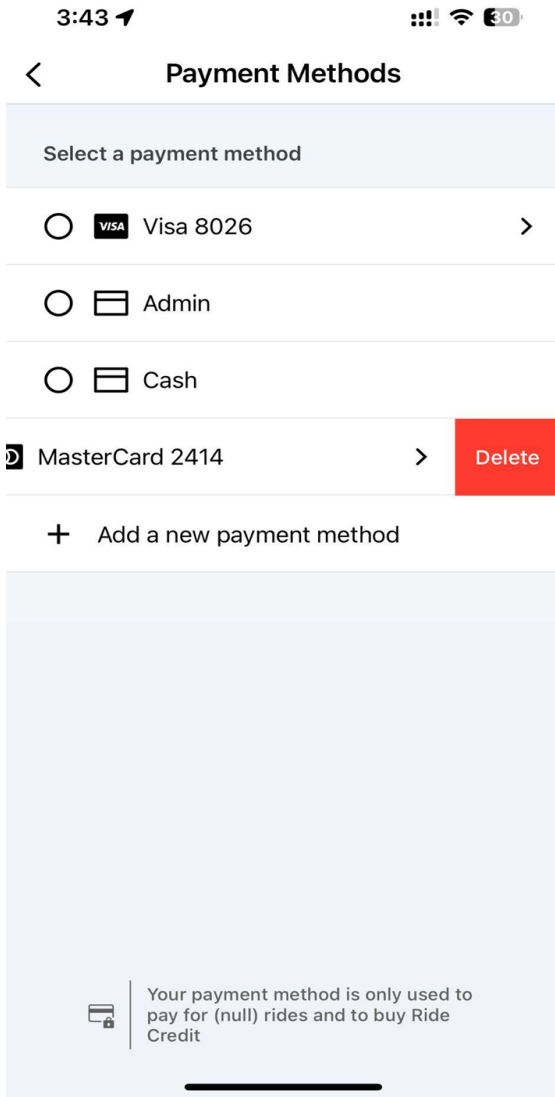 3:43
30
Payment Methods
Select a payment method
VISA Visa 8026
Admin
Cash
MasterCard 2414
Delete
+ Add a new payment method
Your payment method is only used to
pay for (null) rides and to buy Ride
Credit